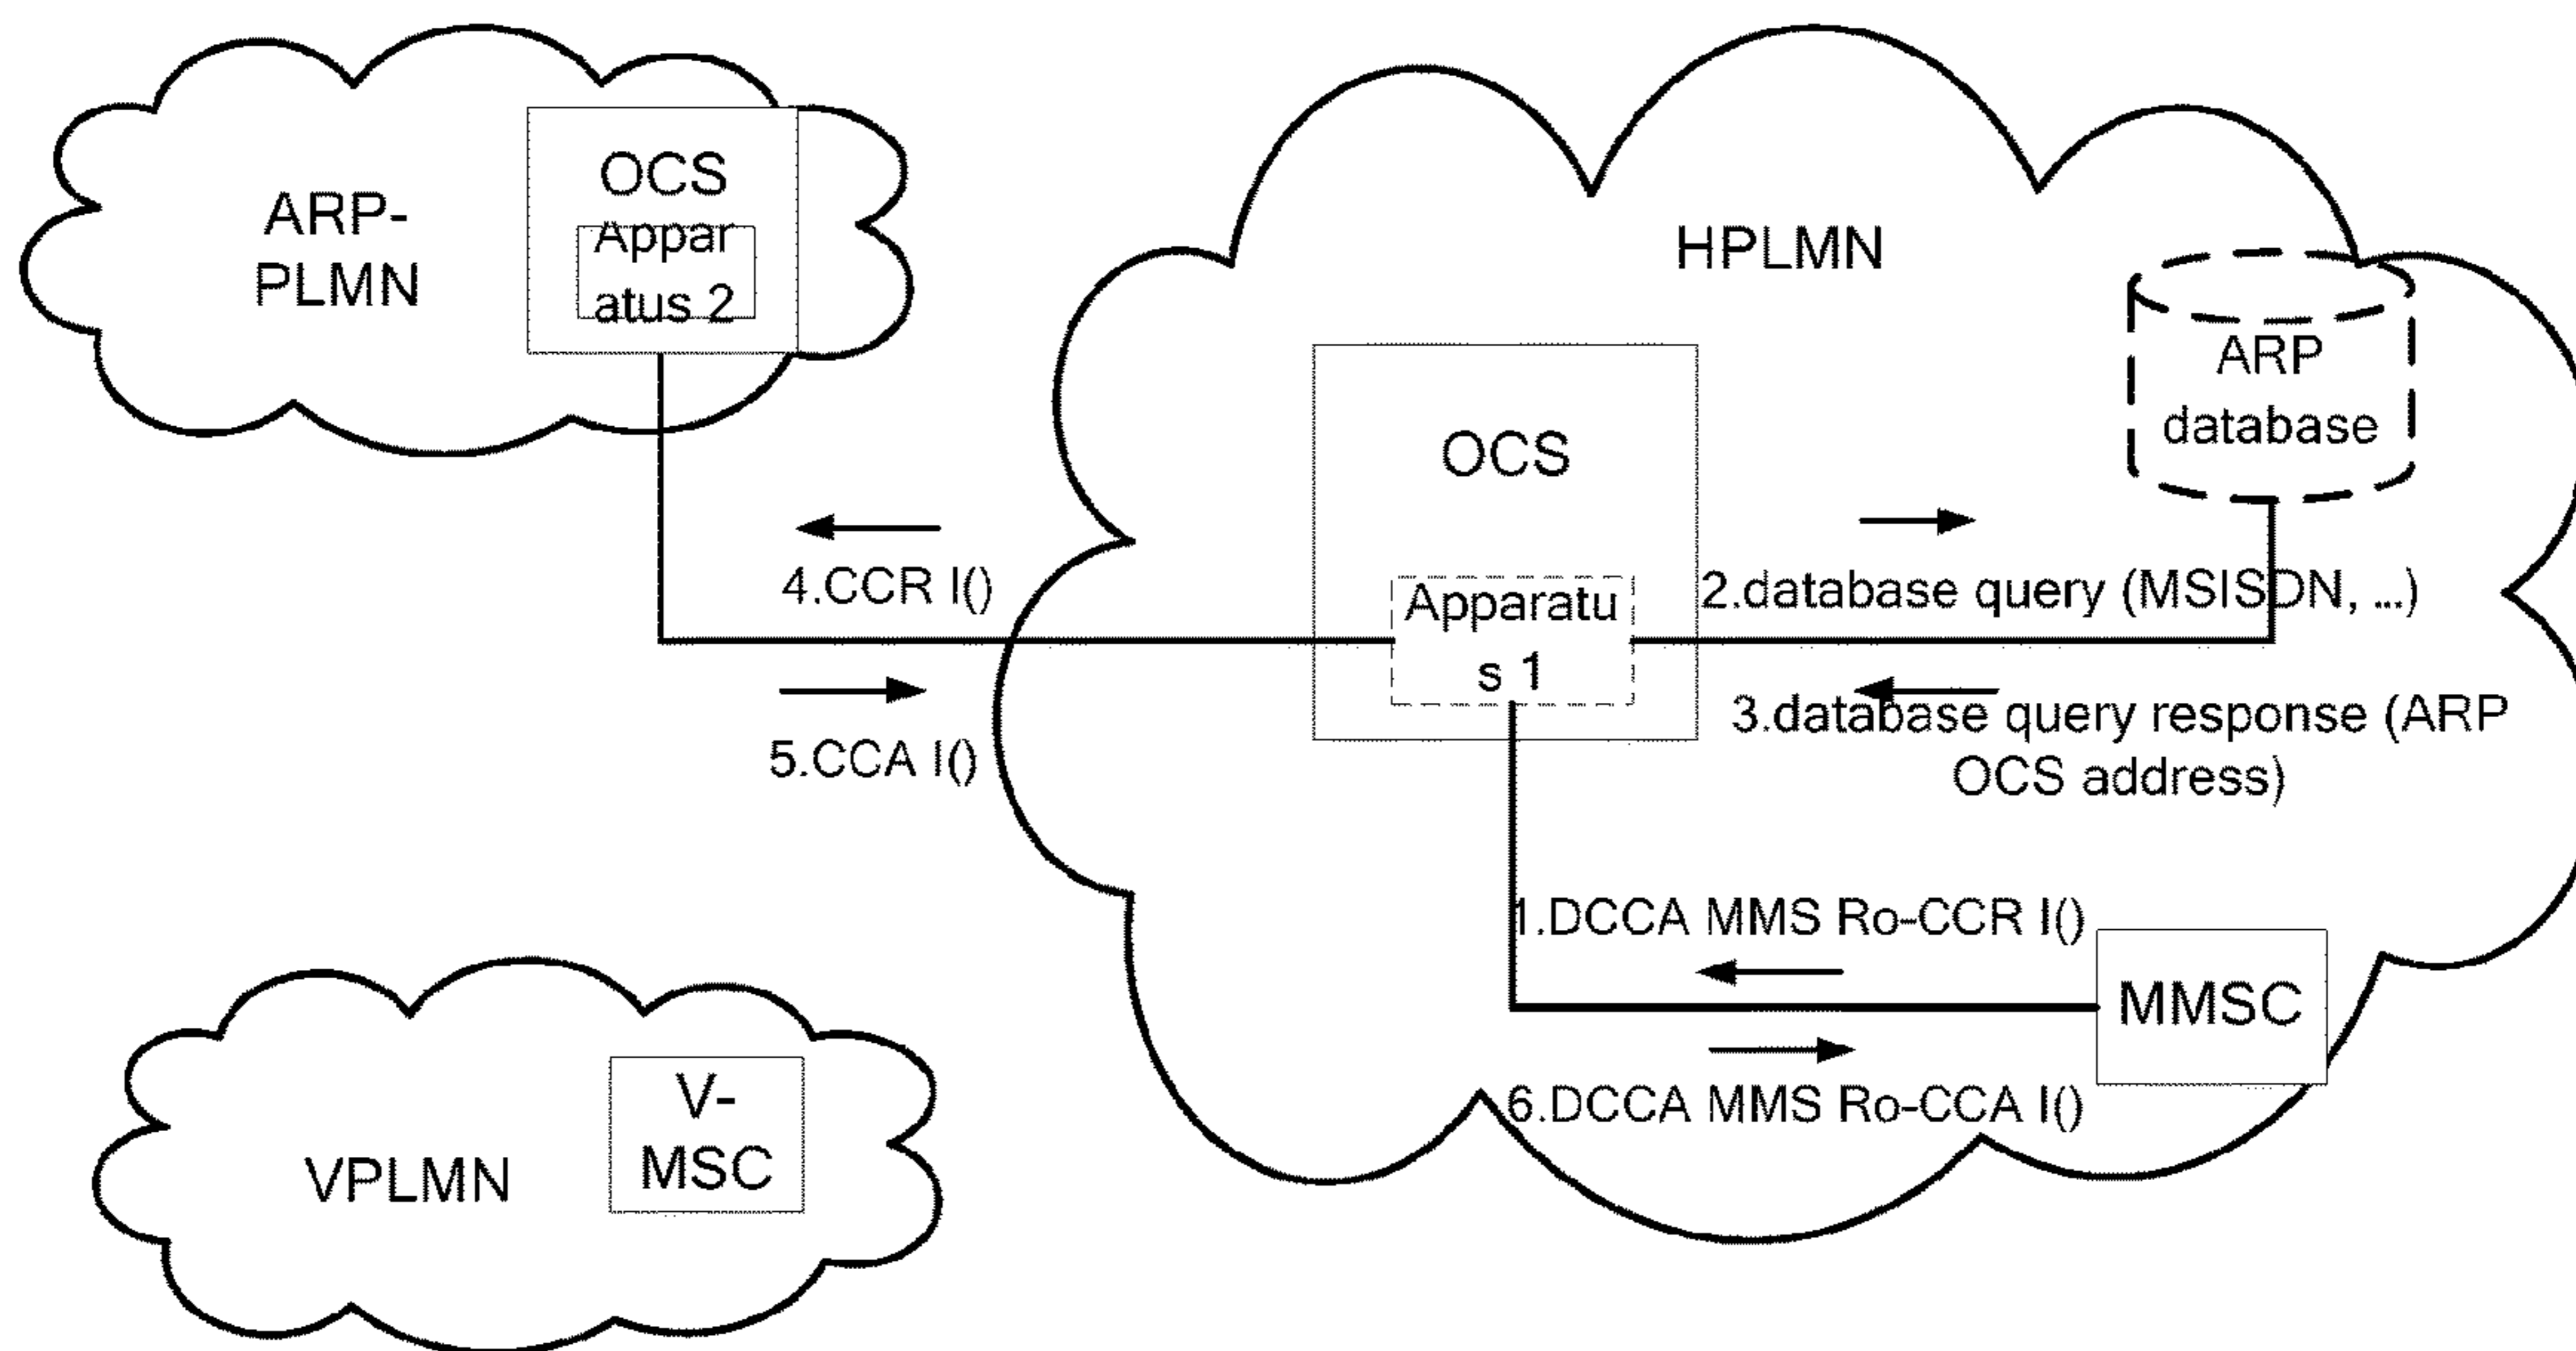 ARP-
PLMN
OCS
Appar
atus 2
HPLMN
ARP
database
OCS
Apparatu
s 1
4.CCR I()
5.CCA I()
2.database query (MSISDN, ...)
3.database query response (ARP
OCS address)
1.DCCA MMS Ro-CCR I()
MMSC
6.DCCA MMS Ro-CCA I()
VPLMN
V-
MSC